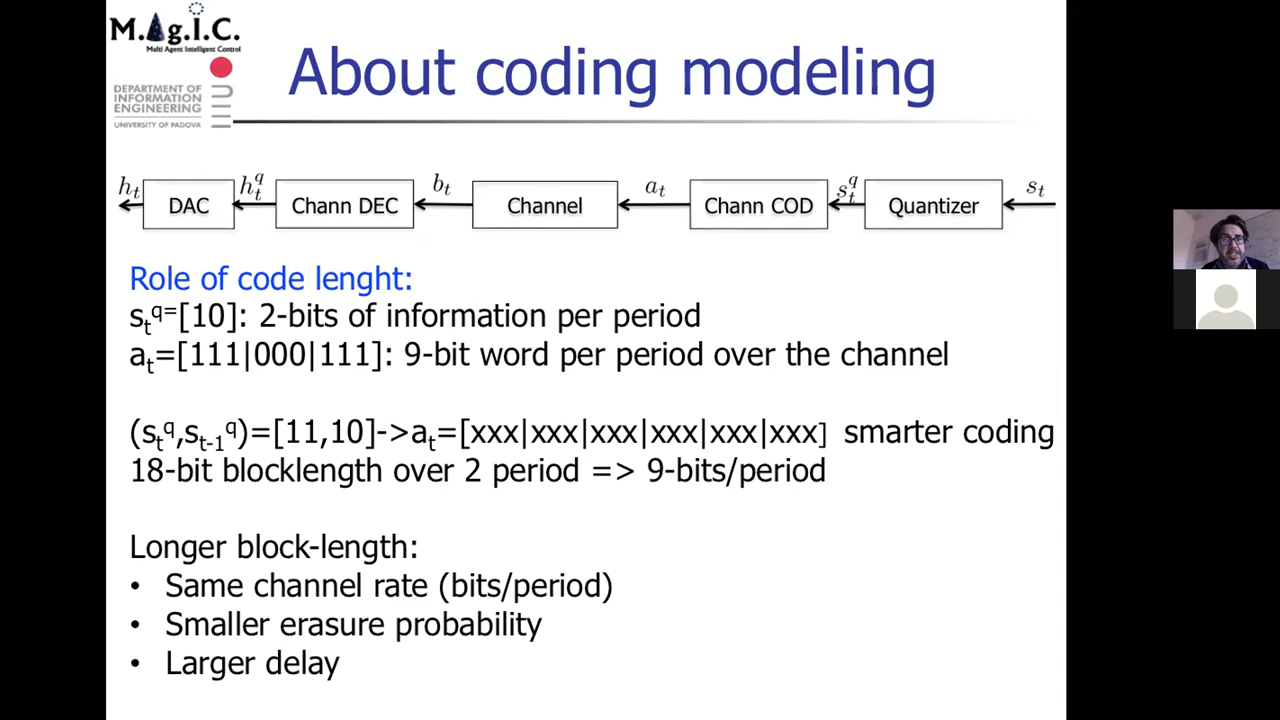 M.Ag.I.C.
Multi Agent Intelligent Control
DEPARTMENT OF
INFORMATION
ENGINEERING
UNIVERSITY OF PADOVA
About coding modeling
h_t DAC h_t^q Chann DEC b_t Channel a_t Chann COD s_t^q Quantizer s_t
Role of code lenght:
s_t^q=[10]: 2-bits of information per period
a_t=[111|000|111]: 9-bit word per period over the channel
(s_t^q,s_{t-1}^q)=[11,10]->a_t=[xxx|xxx|xxx|xxx|xxx|xxx] smarter coding
18-bit blocklength over 2 period => 9-bits/period
Longer block-length:
• Same channel rate (bits/period)
• Smaller erasure probability
• Larger delay